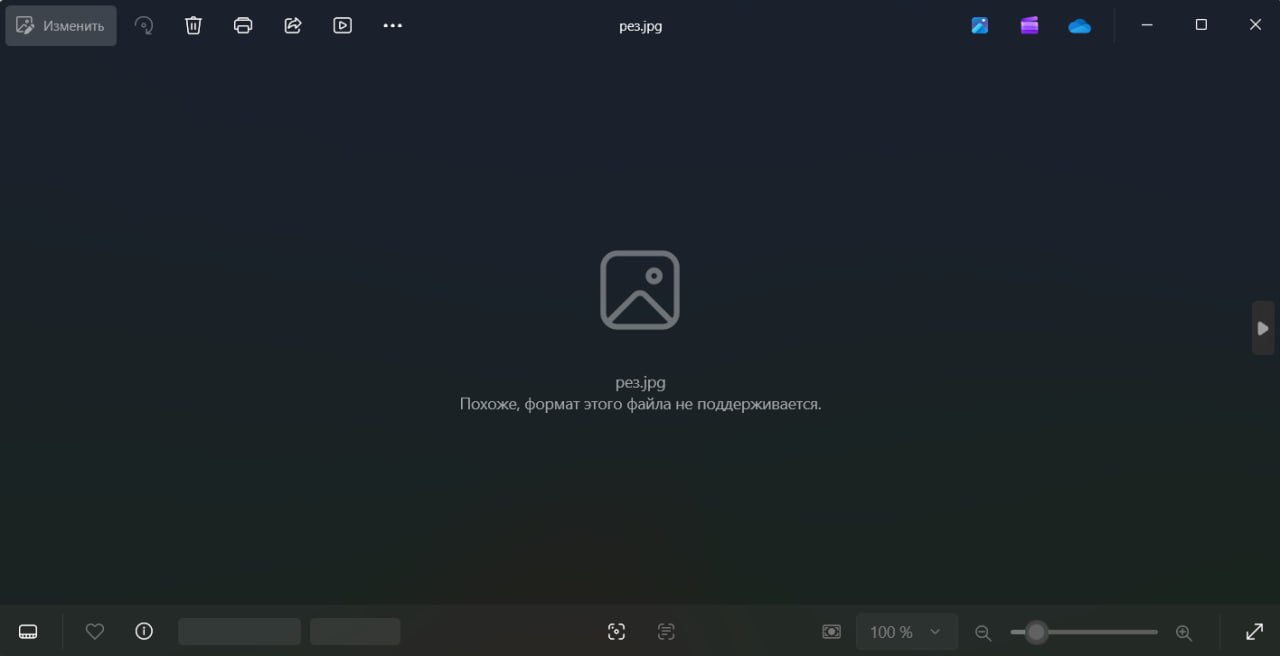 Изменить
рез.jpg
рез.jpg
Похоже, формат этого файла не поддерживается.
100 %